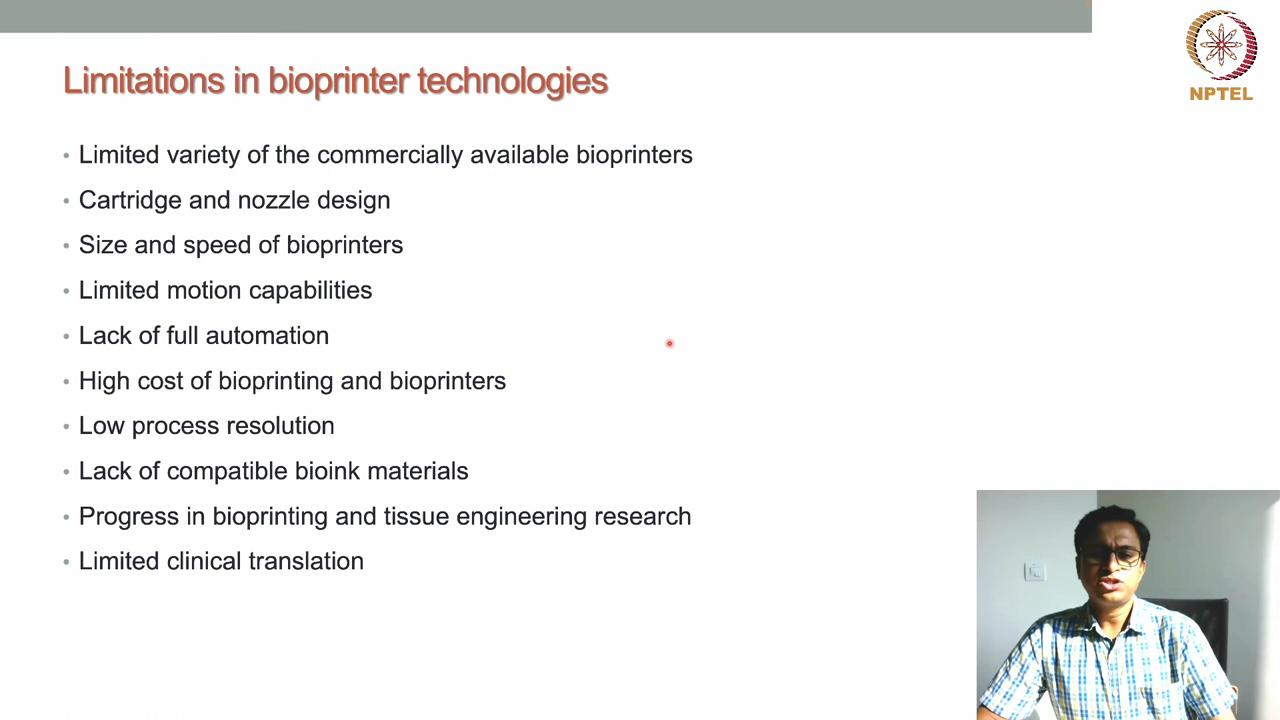 Limitations in bioprinter technologies
NPTEL
• Limited variety of the commercially available bioprinters
• Cartridge and nozzle design
• Size and speed of bioprinters
• Limited motion capabilities
• Lack of full automation
• High cost of bioprinting and bioprinters
• Low process resolution
• Lack of compatible bioink materials
• Progress in bioprinting and tissue engineering research
• Limited clinical translation